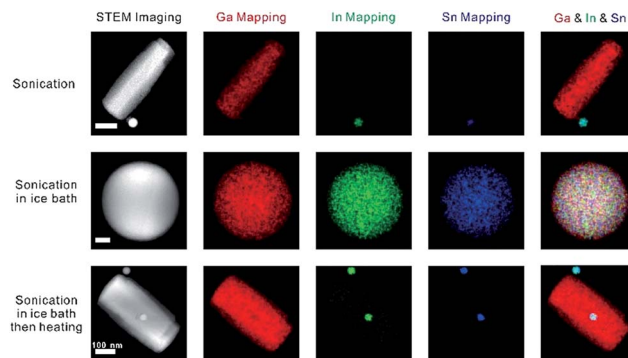 STEM Imaging Ga Mapping In Mapping Sn Mapping Ga & In & Sn
Sonication
Sonication
in ice bath
Sonication
in ice bath
then heating
100 nm